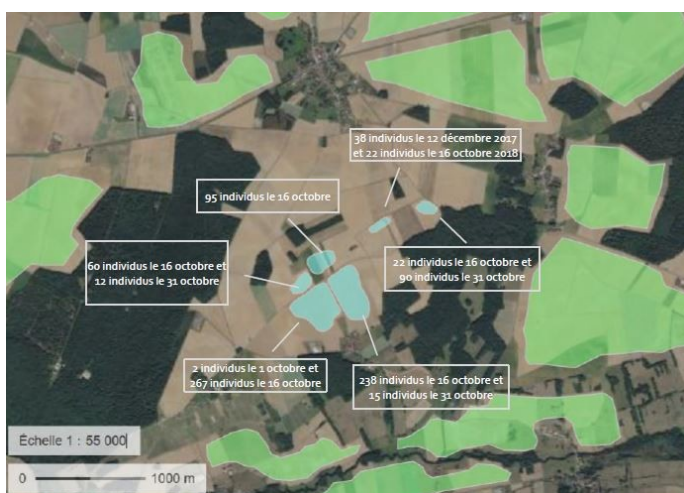 38 individus le 12 décembre 2017
et 22 individus le 16 octobre 2018
95 individus le 16 octobre
60 individus le 16 octobre et
12 individus le 31 octobre
22 individus le 16 octobre et
90 individus le 31 octobre
2 individus le 1 octobre et
267 individus le 16 octobre
238 individus le 16 octobre et
15 individus le 31 octobre
Échelle 1 : 55 000
0 1000 m